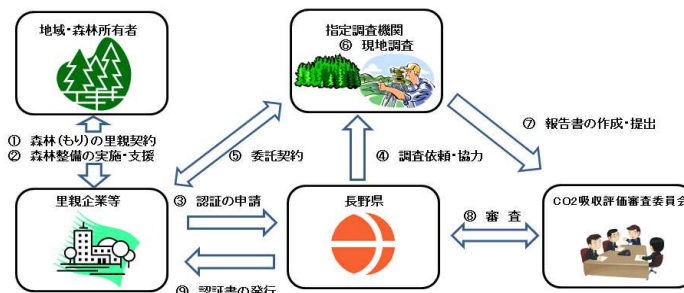 地域・森林所有者
指定調査機関
⑥ 現地調査
① 森林(もり)の里親契約
② 森林整備の実施・支援
⑤ 委託契約
④ 調査依頼・協力
⑦ 報告書の作成・提出
里親企業等
③ 認証の申請
長野県
⑧ 審 査
CO2吸収評価審査委員会
⑨ 認証書の発行